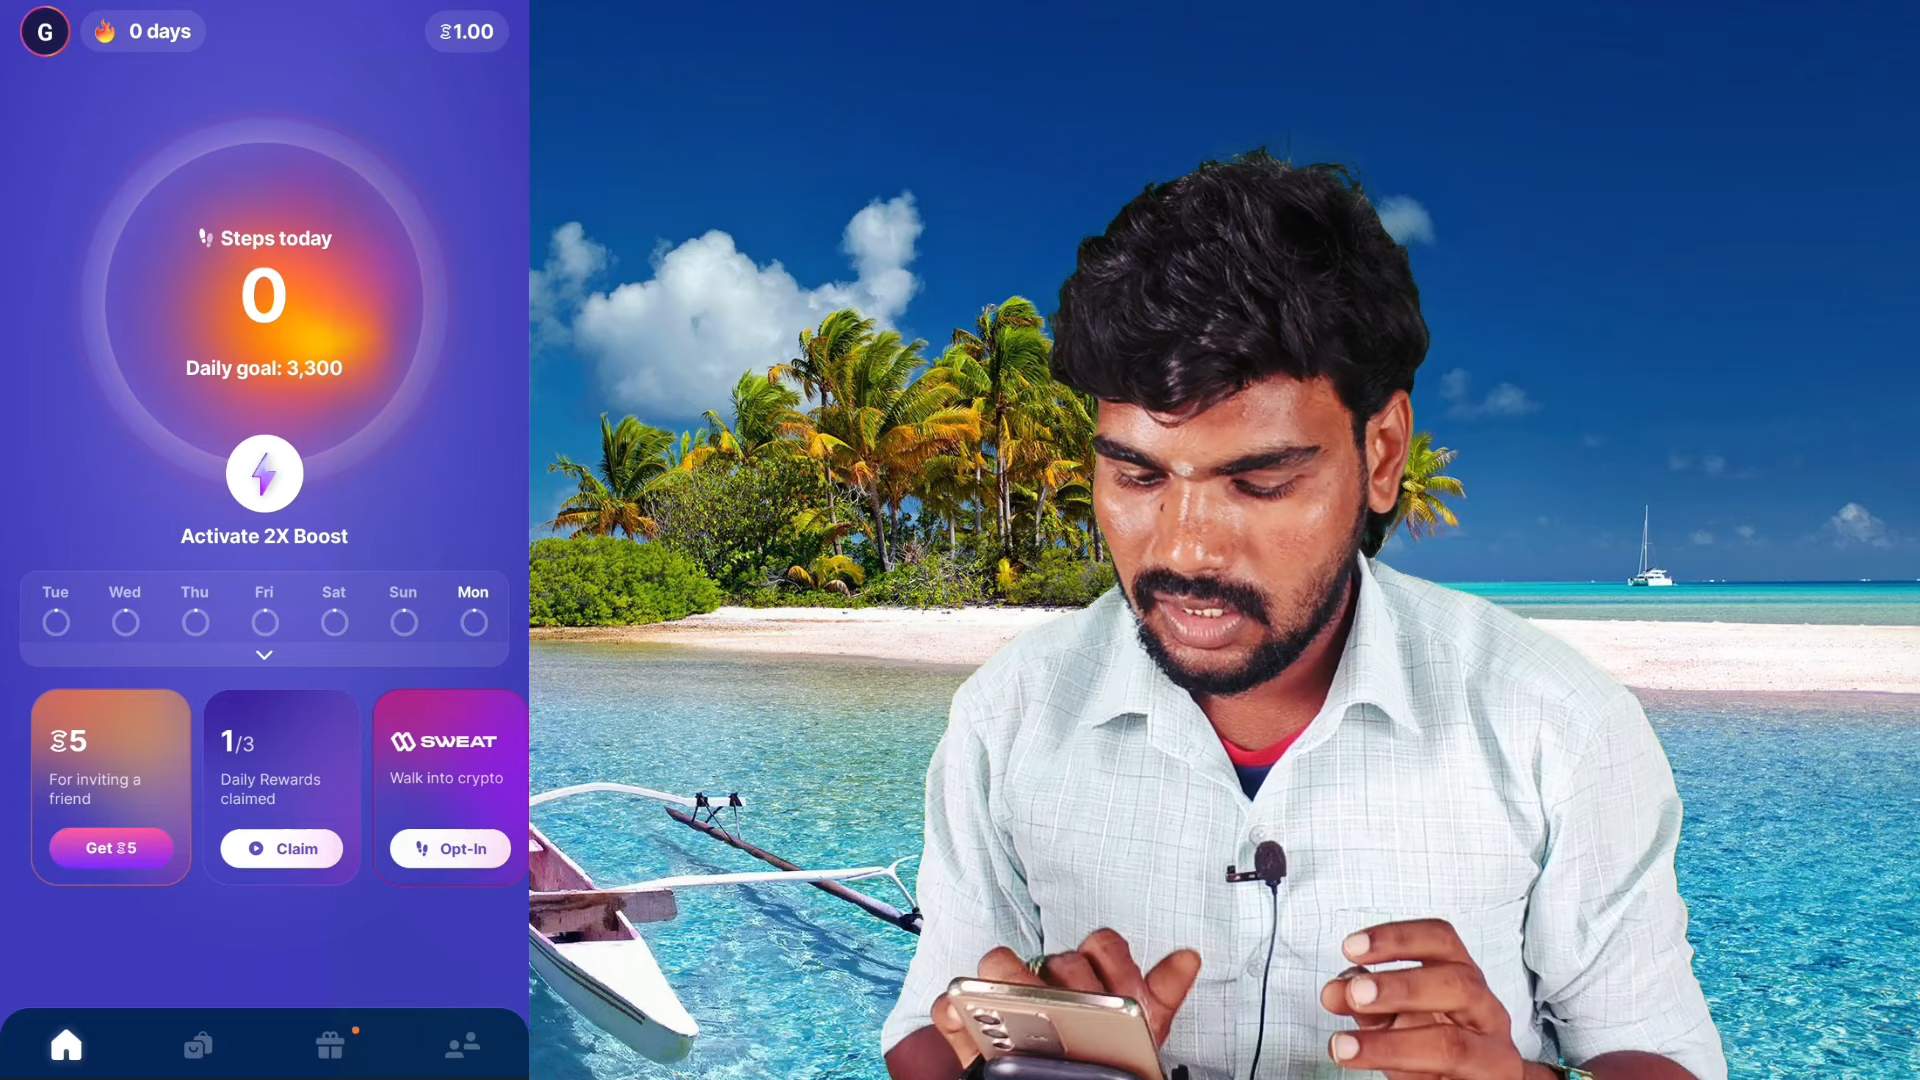 G
0 days
1.00
Steps today
0
Daily goal: 3,300
Activate 2X Boost
Tue Wed Thu Fri Sat Sun Mon
5
For inviting a
friend
Get 5
1/3
Daily Rewards
claimed
Claim
SWEAT
Walk into crypto
Opt-In